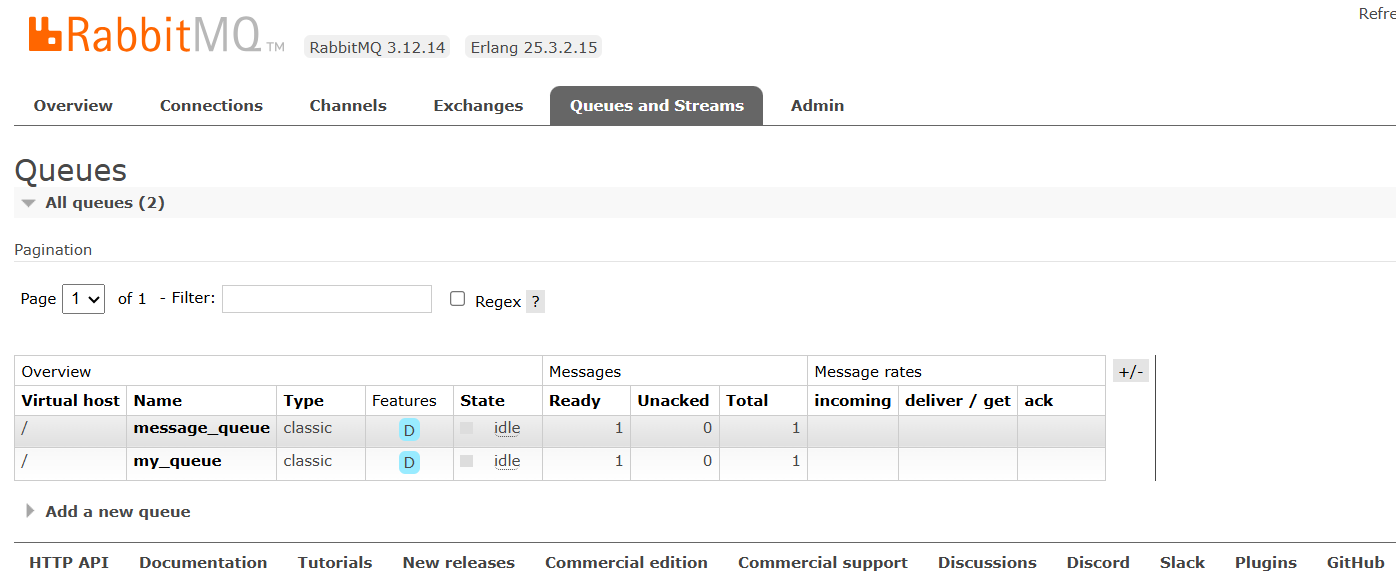 Refre
RabbitMQ TM RabbitMQ 3.12.14 Erlang 25.3.2.15
Overview Connections Channels Exchanges Queues and Streams Admin
Queues
All queues (2)
Pagination
Page 1 of 1 - Filter: Regex ?
Overview Messages Message rates +/-
Virtual host Name Type Features State Ready Unacked Total incoming deliver / get ack
/ message_queue classic D idle 1 0 1
/ my_queue classic D idle 1 0 1
Add a new queue
HTTP API Documentation Tutorials New releases Commercial edition Commercial support Discussions Discord Slack Plugins GitHub